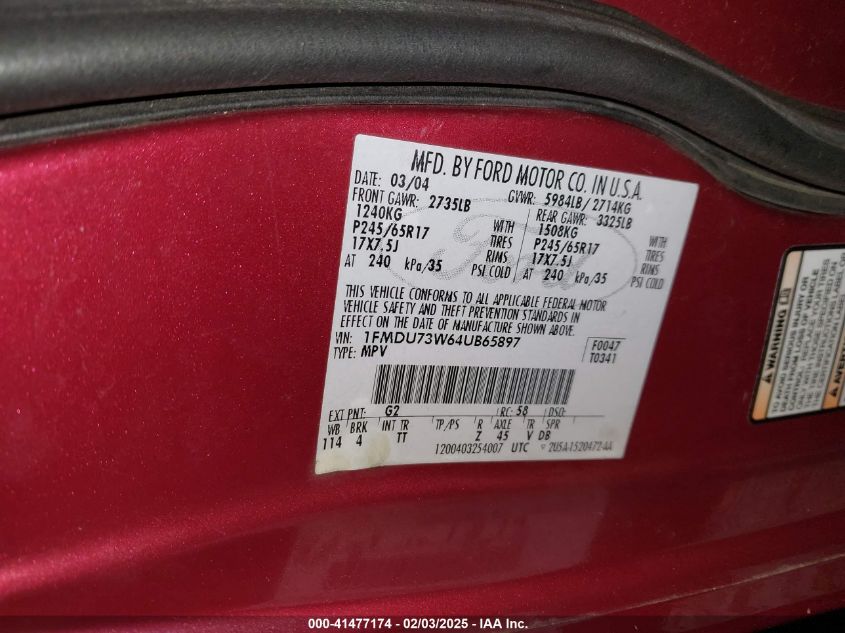 MFD. BY FORD MOTOR CO. IN U.S.A.
DATE: 03/04 GVWR: 5984LB/ 2714KG
FRONT GAWR: 2735LB REAR GAWR: 3325LB
1240KG WITH 1508KG WITH
P245/65R17 TIRES P245/65R17 TIRES
17X7.5J RIMS 17X7.5J RIMS
AT 240 kPa/35 PSI COLD AT 240 kPa/35 PSI COLD
Ford
THIS VEHICLE CONFORMS TO ALL APPLICABLE FEDERAL MOTOR
VEHICLE SAFETY AND THEFT PREVENTION STANDARDS IN
EFFECT ON THE DATE OF MANUFACTURE SHOWN ABOVE.
VIN: 1FMDU73W64UB65897 F0047
TYPE: MPV T0341
EXT PNT: G2 RC: 58 DSO:
WB BRK INT TR TP/PS R AXLE TR SPR
114 4 TT Z 45 V DB
1200403254007 UTC 2U5A-1520472-AA
WARNING
000-41477174 - 02/03/2025 - IAA Inc.